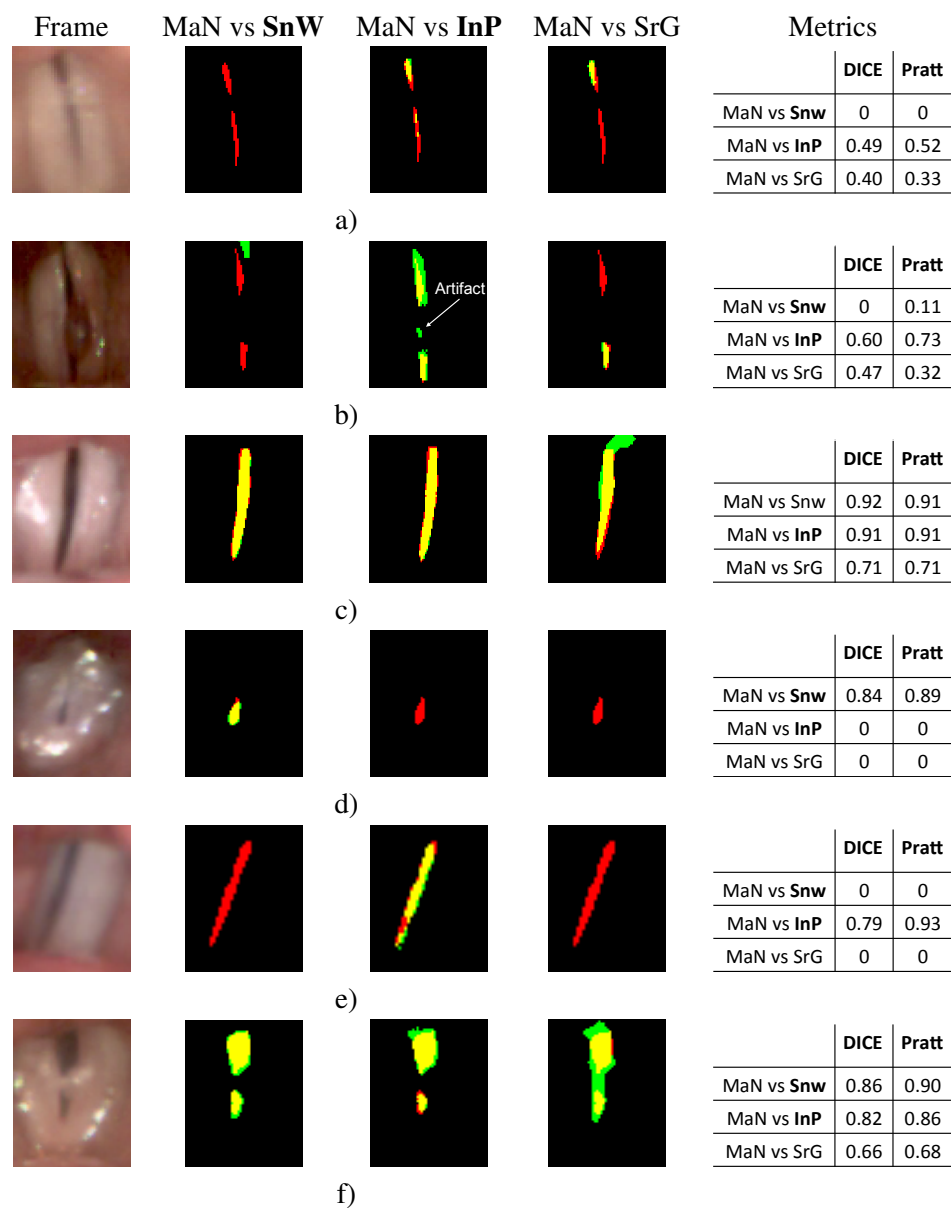 Frame MaN vs SnW MaN vs InP MaN vs SrG Metrics
DICE Pratt
MaN vs Snw 0 0
MaN vs InP 0.49 0.52
MaN vs SrG 0.40 0.33
a)
Artifact
DICE Pratt
MaN vs Snw 0 0.11
MaN vs InP 0.60 0.73
MaN vs SrG 0.47 0.32
b)
DICE Pratt
MaN vs Snw 0.92 0.91
MaN vs InP 0.91 0.91
MaN vs SrG 0.71 0.71
c)
DICE Pratt
MaN vs Snw 0.84 0.89
MaN vs InP 0 0
MaN vs SrG 0 0
d)
DICE Pratt
MaN vs Snw 0 0
MaN vs InP 0.79 0.93
MaN vs SrG 0 0
e)
DICE Pratt
MaN vs Snw 0.86 0.90
MaN vs InP 0.82 0.86
MaN vs SrG 0.66 0.68
f)